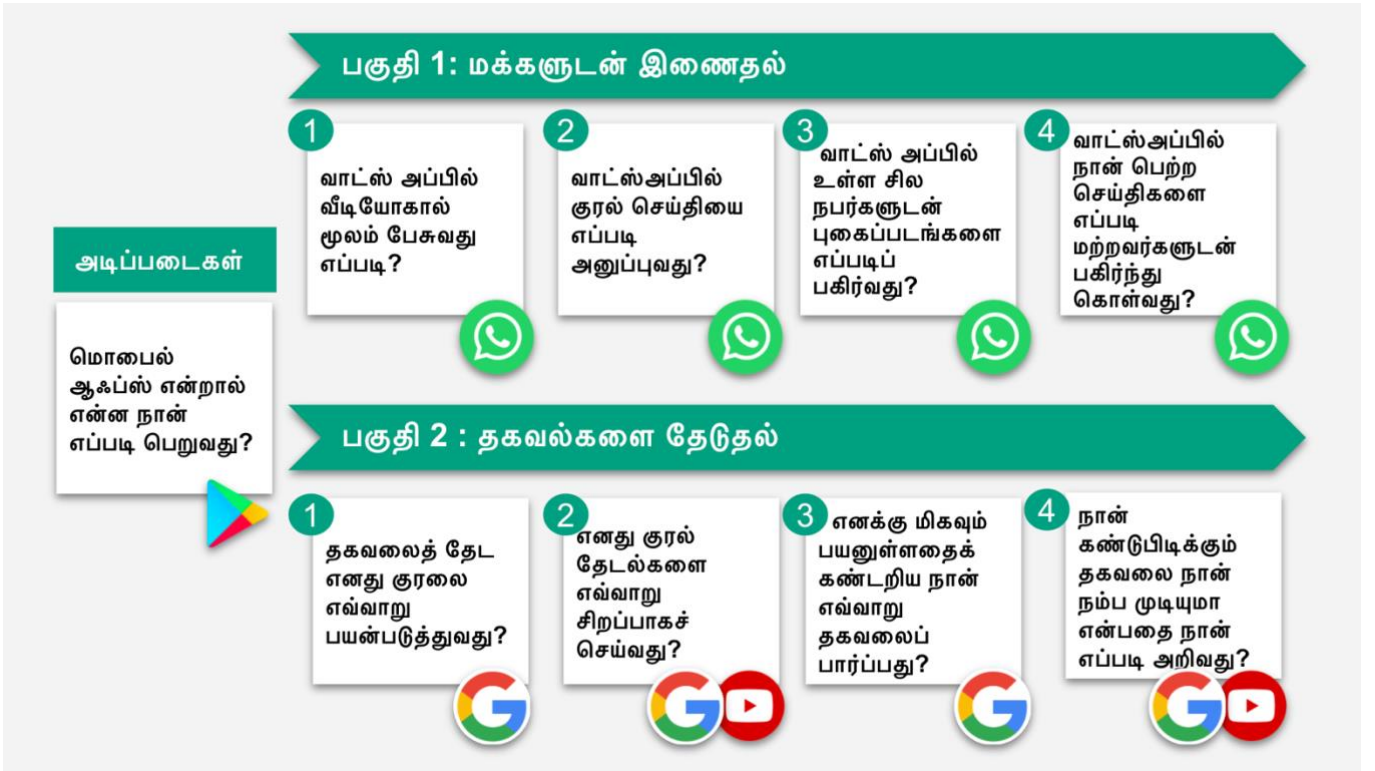 பகுதி 1: மக்களுடன் இணைதல்
1
வாட்ஸ் அப்பில்
வீடியோகால்
மூலம் பேசுவது
எப்படி?
2
வாட்ஸ்அப்பில்
குரல் செய்தியை
எப்படி
அனுப்புவது?
3
வாட்ஸ் அப்பில்
உள்ள சில
நபர்களுடன்
புகைப்படங்களை
எப்படிப்
பகிர்வது?
4
வாட்ஸ்அப்பில்
நான் பெற்ற
செய்திகளை
எப்படி
மற்றவர்களுடன்
பகிர்ந்து
கொள்வது?
அடிப்படைகள்
மொபைல்
ஆஃப்ஸ் என்றால்
என்ன நான்
எப்படி பெறுவது?
பகுதி 2 : தகவல்களை தேடுதல்
1
தகவலைத் தேட
எனது குரலை
எவ்வாறு
பயன்படுத்துவது?
2
எனது குரல்
தேடல்களை
எவ்வாறு
சிறப்பாகச்
செய்வது?
3
எனக்கு மிகவும்
பயனுள்ளதைக்
கண்டறிய நான்
எவ்வாறு
தகவலைப்
பார்ப்பது?
4
நான்
கண்டுபிடிக்கும்
தகவலை நான்
நம்ப முடியுமா
என்பதை நான்
எப்படி அறிவது?